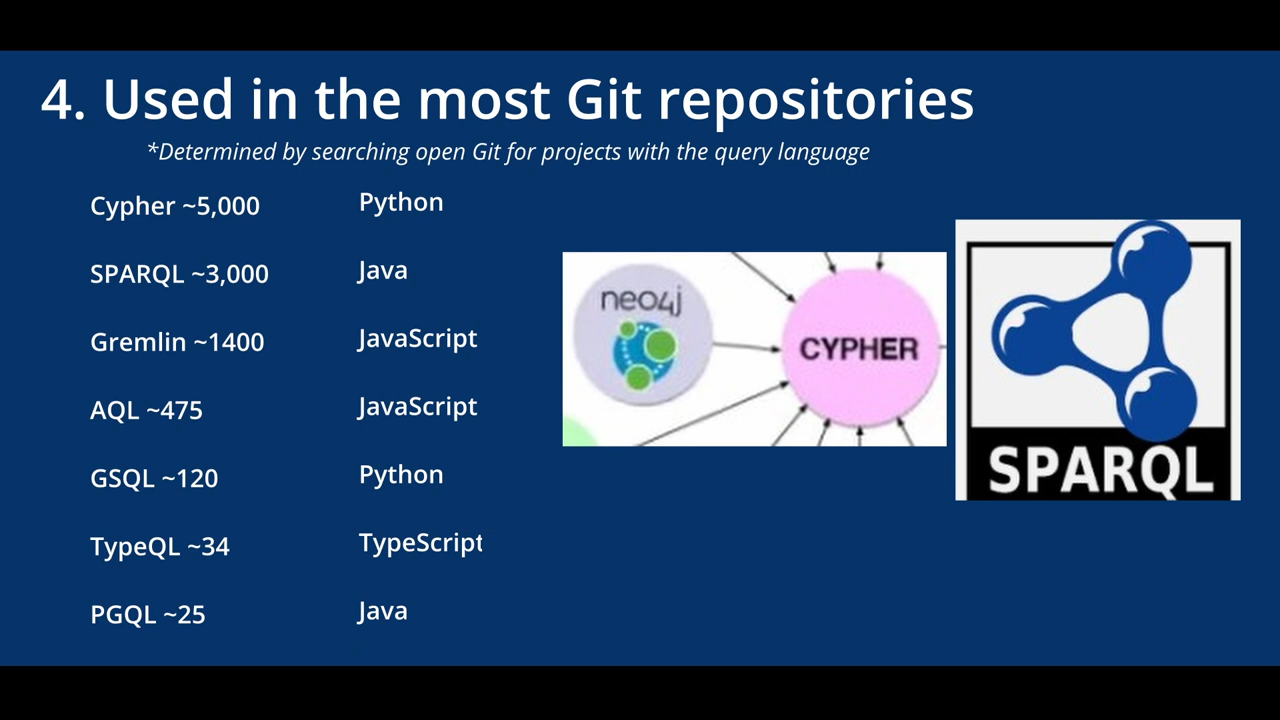 4. Used in the most Git repositories
*Determined by searching open Git for projects with the query language
Cypher ~5,000 Python
SPARQL ~3,000 Java
Gremlin ~1400 JavaScript
AQL ~475 JavaScript
GSQL ~120 Python
TypeQL ~34 TypeScript
PGQL ~25 Java
neo4j
CYPHER
SPARQL